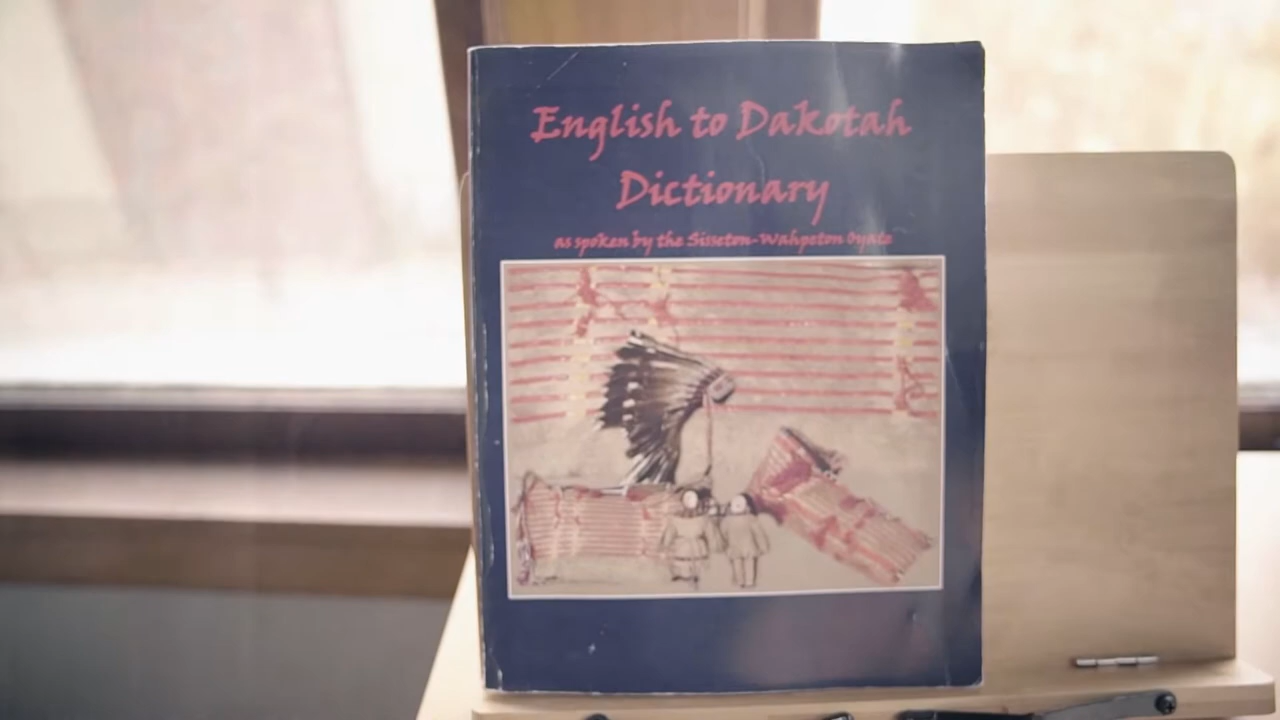 English to Dakotah
Dictionary
as spoken by the Sisseton-Wahpeton Oyate